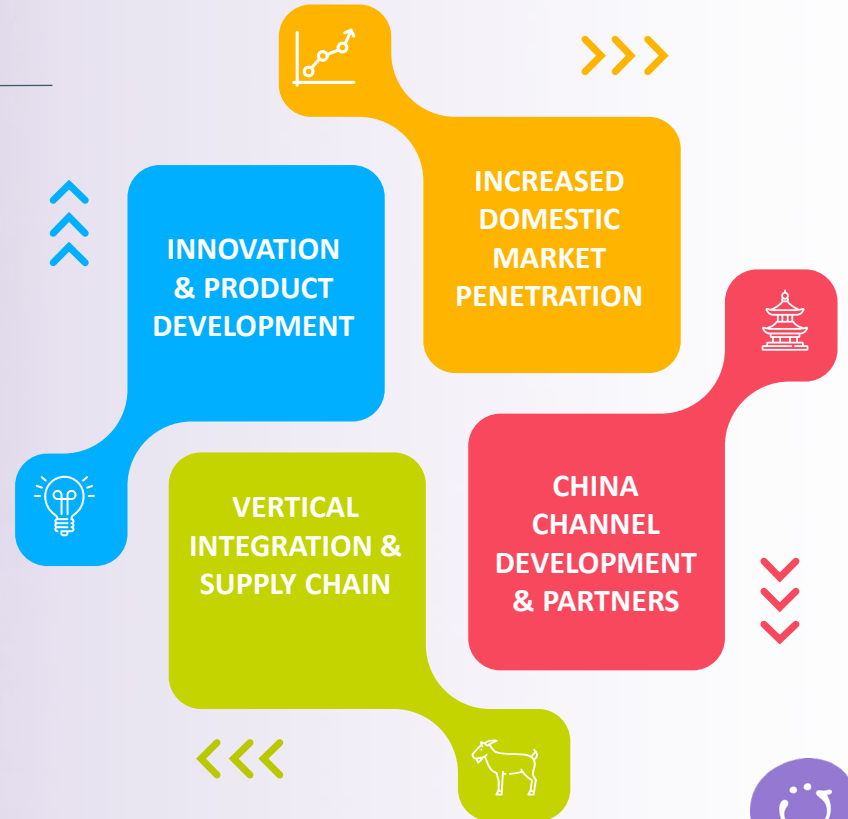 INCREASED
DOMESTIC
MARKET
PENETRATION
INNOVATION
& PRODUCT
DEVELOPMENT
CHINA
CHANNEL
DEVELOPMENT
& PARTNERS
VERTICAL
INTEGRATION &
SUPPLY CHAIN